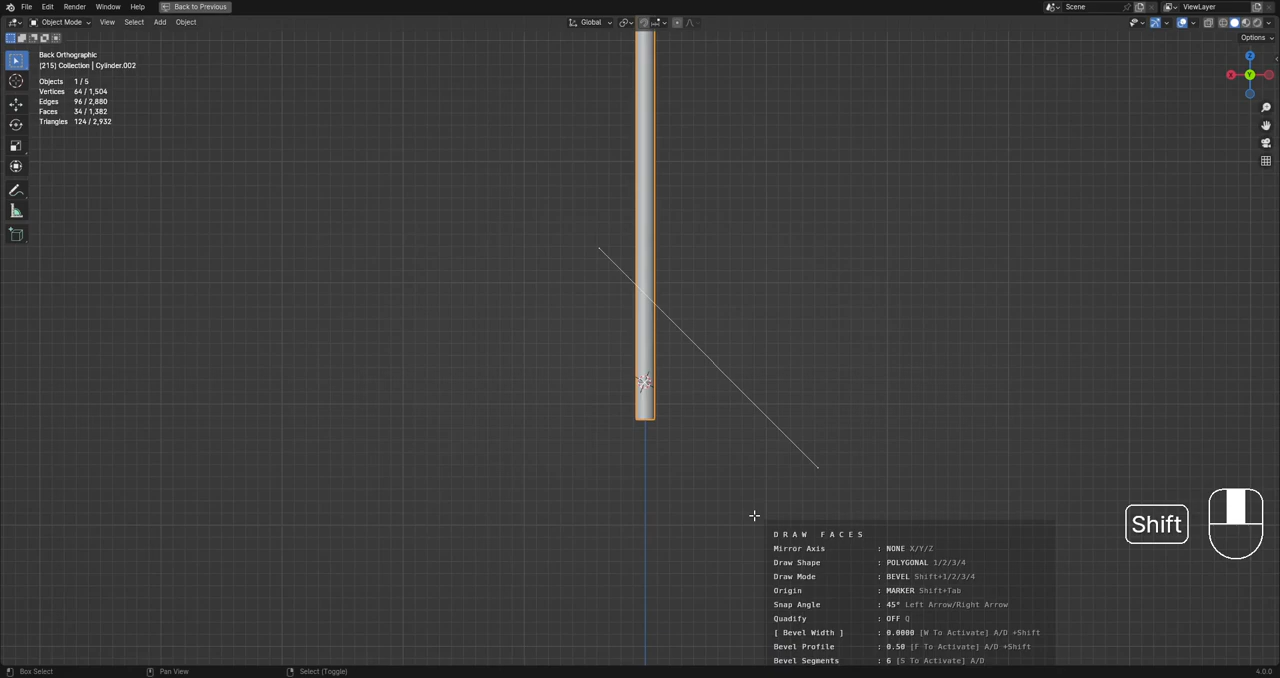 File Edit Render Window Help Back to Previous Scene ViewLayer
Object Mode View Select Add Object Global
Options
Back Orthographic
[215] Collection | Cylinder.002
Objects 1 / 5
Vertices 64 / 1,504
Edges 96 / 2,880
Faces 34 / 1,382
Triangles 124 / 2,932
Z
X
Y
Shift
DRAW FACES
Mirror Axis : NONE X/Y/Z
Draw Shape : POLYGONAL 1/2/3/4
Draw Mode : BEVEL Shift+1/2/3/4
Origin : MARKER Shift+Tab
Snap Angle : 45° Left Arrow/Right Arrow
Quadify : OFF Q
[ Bevel Width ] : 0.0000 [W To Activate] A/D +Shift
Bevel Profile : 0.50 [F To Activate] A/D +Shift
Bevel Segments : 6 [S To Activate] A/D
Box Select Pan View Select (Toggle) 4.0.0